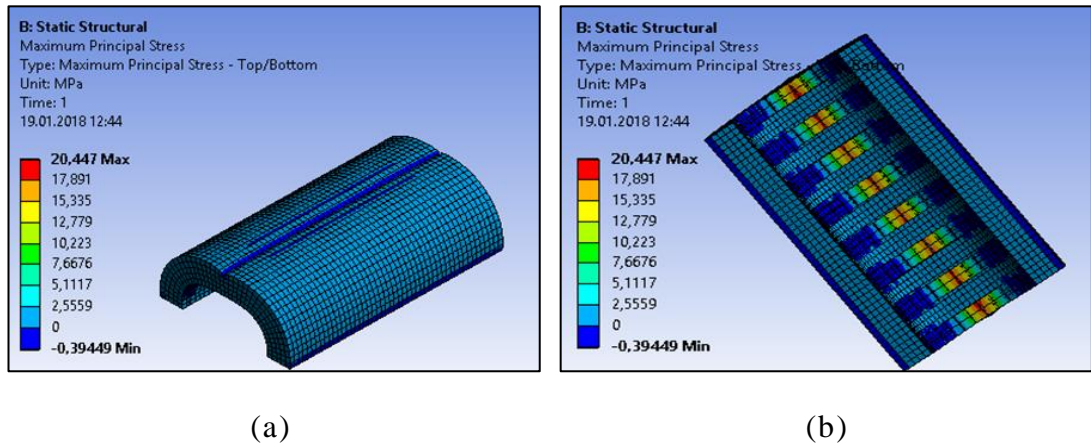 B: Static Structural
Maximum Principal Stress
Type: Maximum Principal Stress - Top/Bottom
Unit: MPa
Time: 1
19.01.2018 12:44
20,447 Max
17,891
15,335
12,779
10,223
7,6676
5,1117
2,5559
0
-0,39449 Min
B: Static Structural
Maximum Principal Stress
Type: Maximum Principal Stress - Top/Bottom
Unit: MPa
Time: 1
19.01.2018 12:44
20,447 Max
17,891
15,335
12,779
10,223
7,6676
5,1117
2,5559
0
-0,39449 Min
(a)
(b)